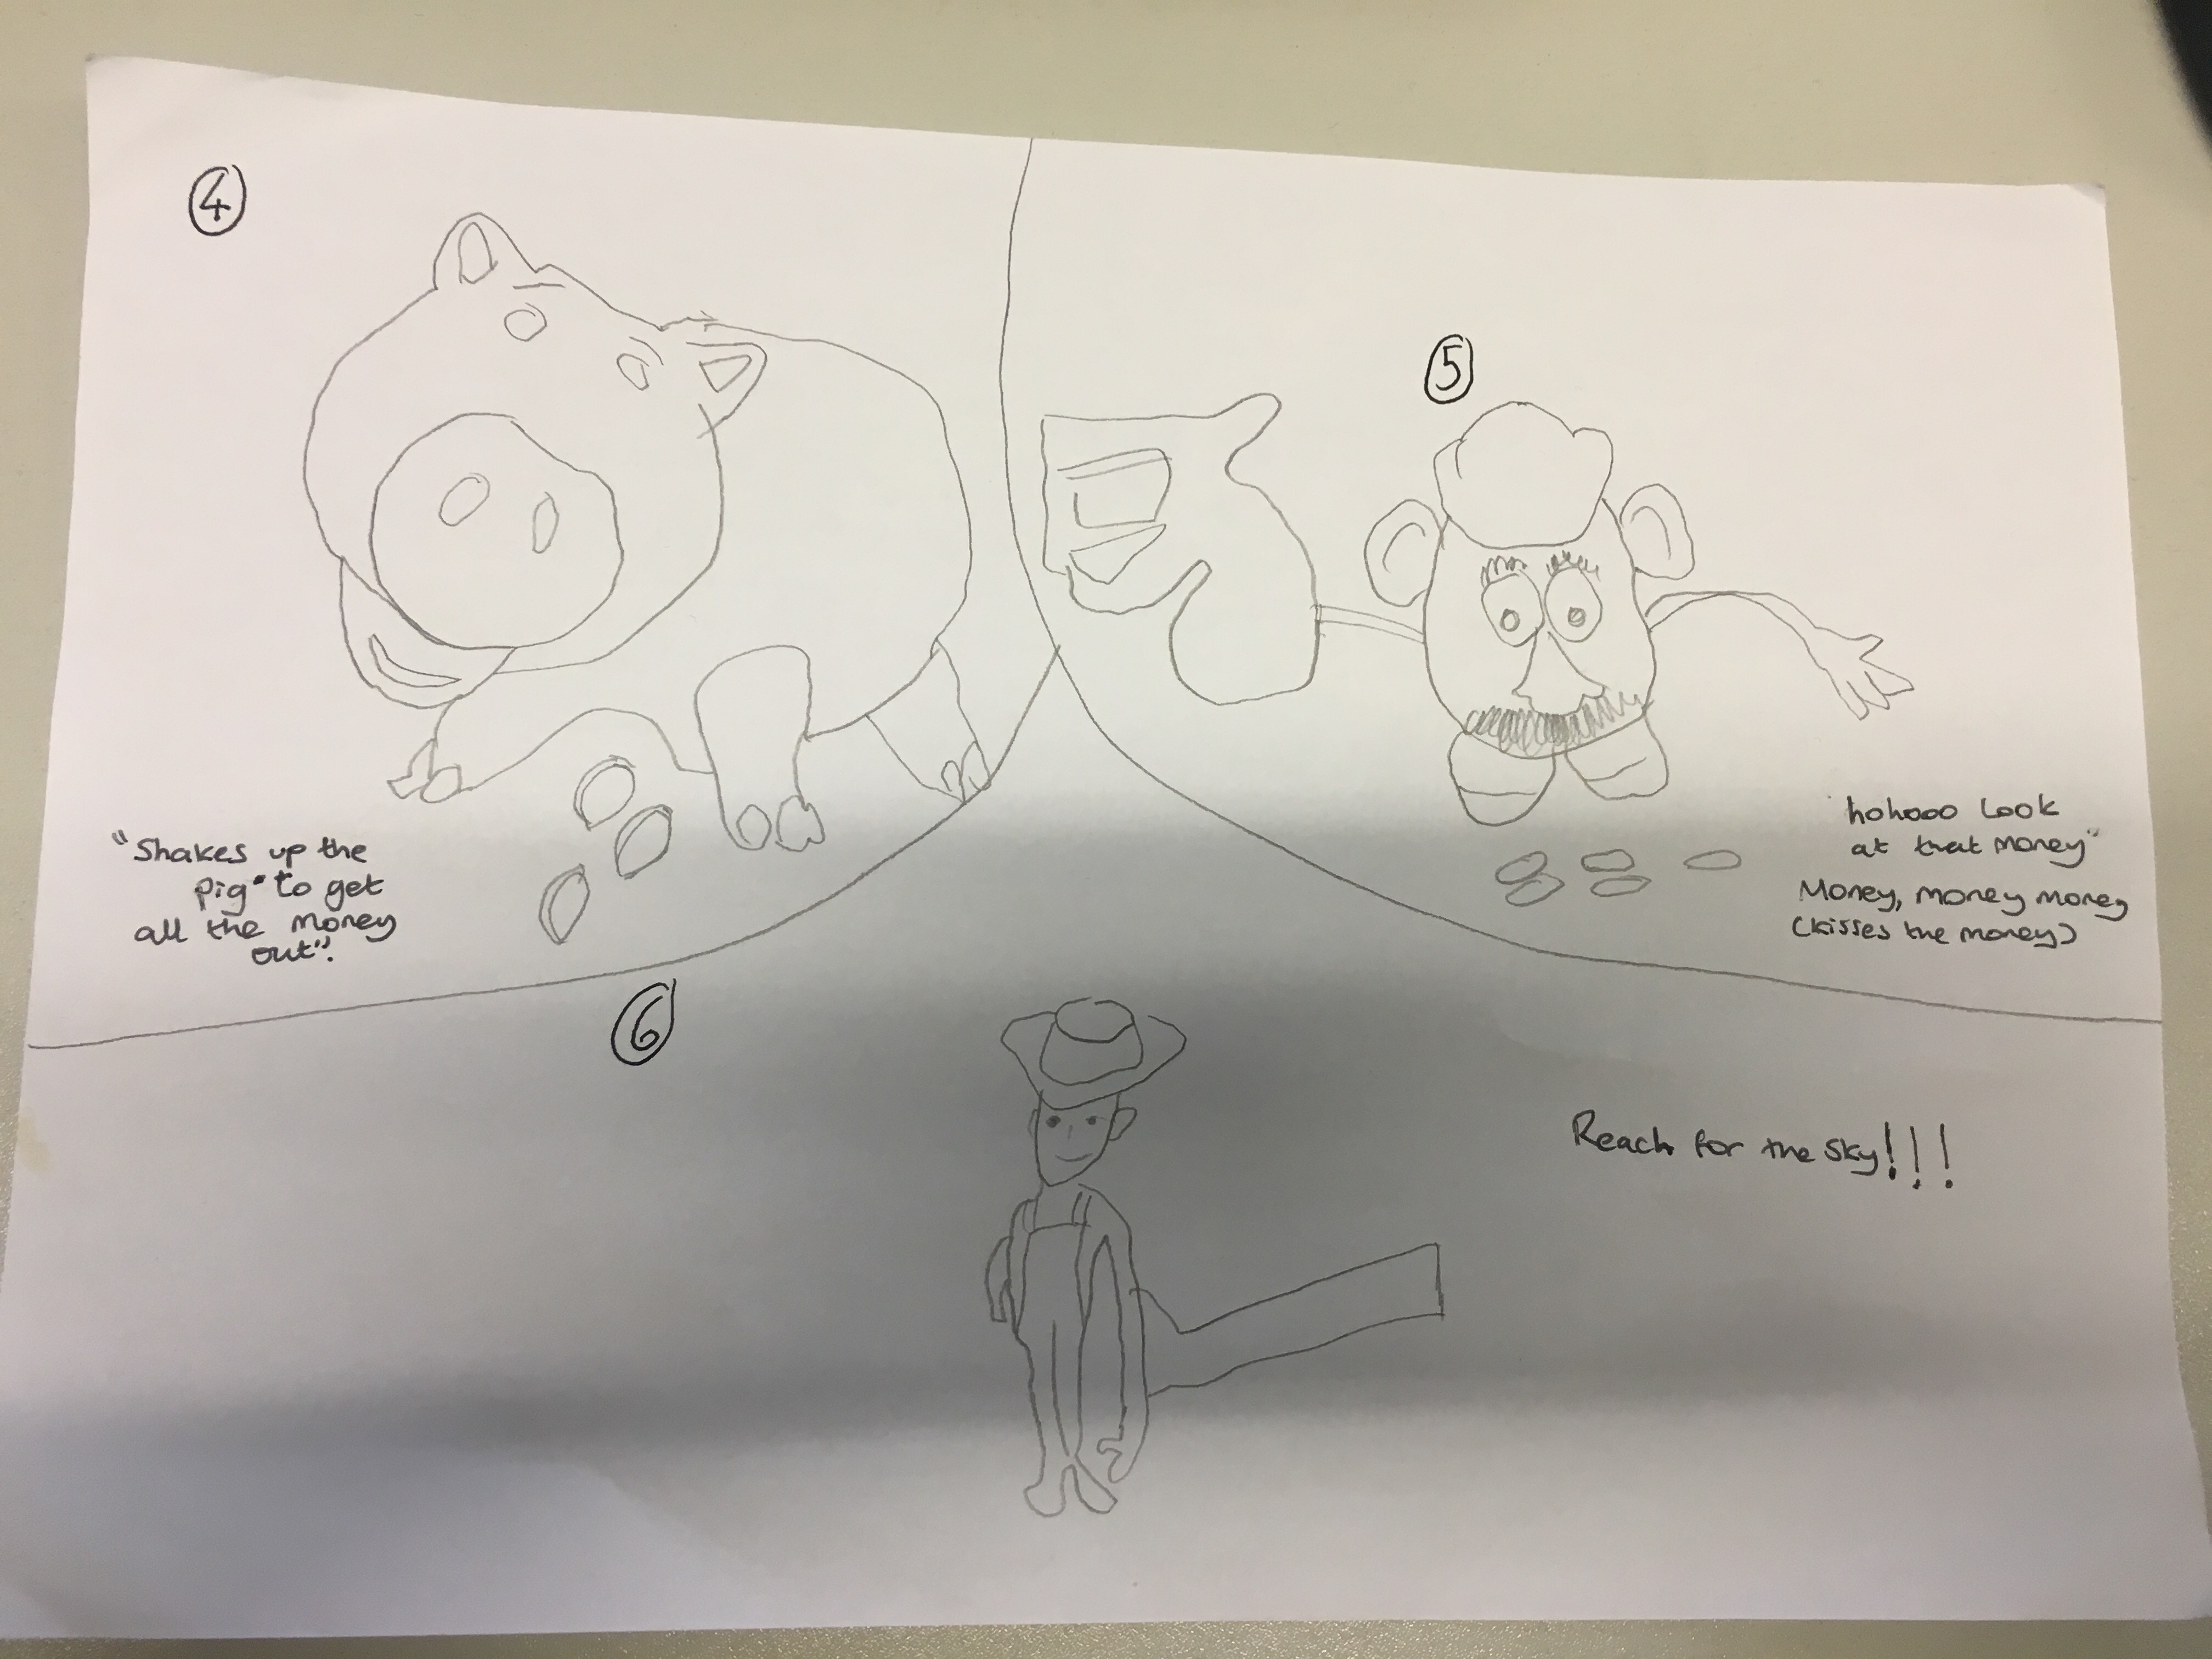 4
"Shakes up the
Pig" to get
all the money
out".
5
hohooo Look
at that money"
Money, money money
(kisses the money)
6
Reach for the sky!!!